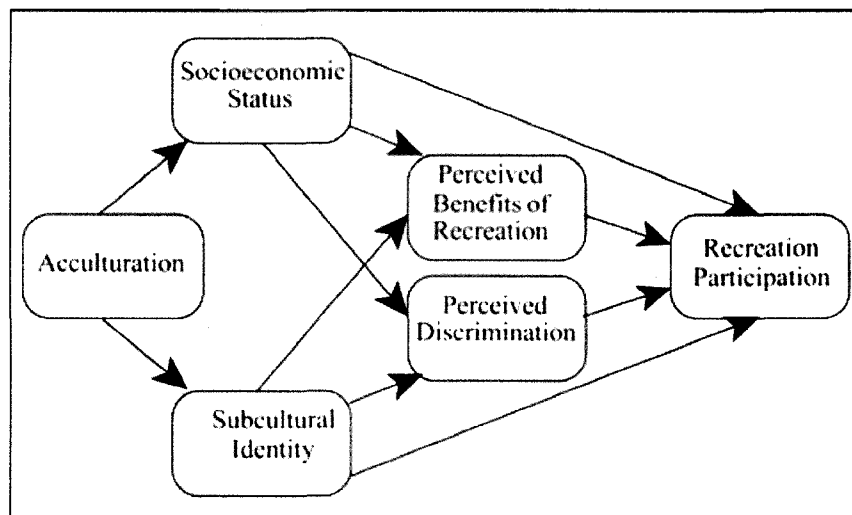 Socioeconomic
Status
Perceived
Benefits of
Recreation
Acculturation
Recreation
Participation
Perceived
Discrimination
Subcultural
Identity